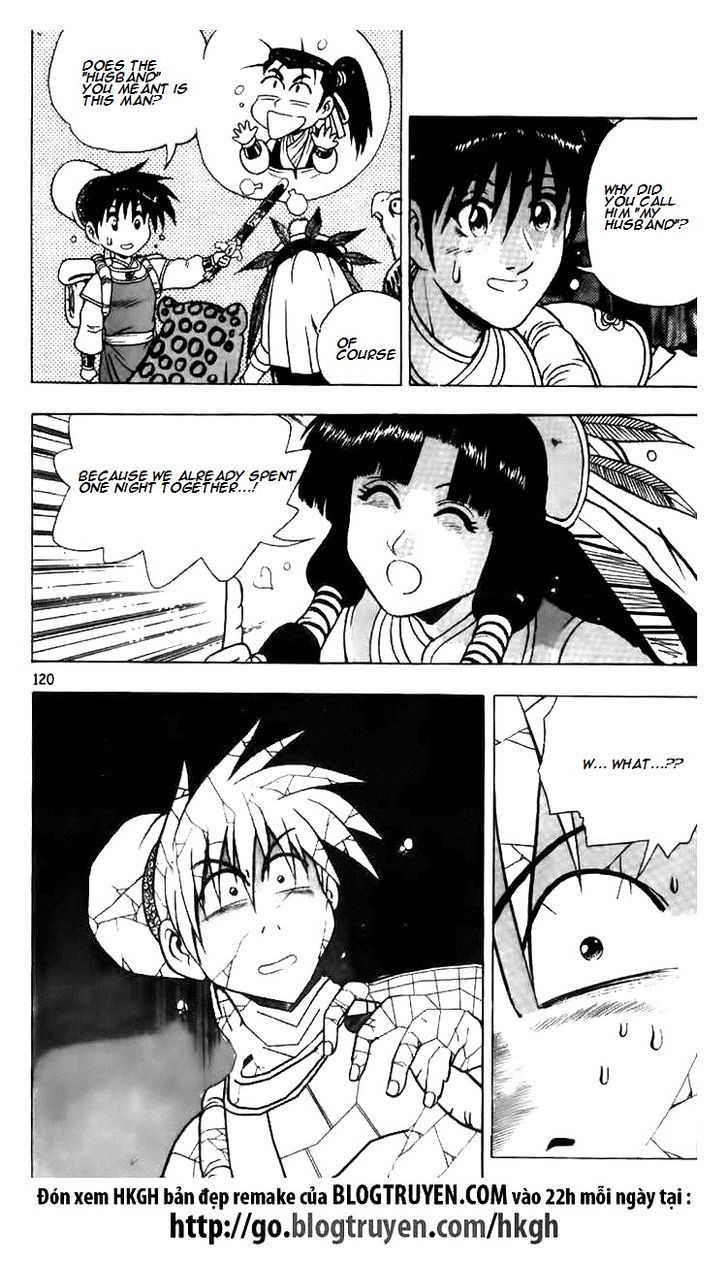 DOES THE
"HUSBAND"
YOU MEANT IS
THIS MAN?
OF
COURSE
WHY DID
YOU CALL
HIM "MY
HUSBAND"?
BECAUSE WE ALREADY SPENT
ONE NIGHT TOGETHER...!
120
W... WHAT...??
Đón xem HKGH bản đẹp remake của BLOGTRUYEN.COM vào 22h mỗi ngày tại :
http://go.blogtruyen.com/hkgh